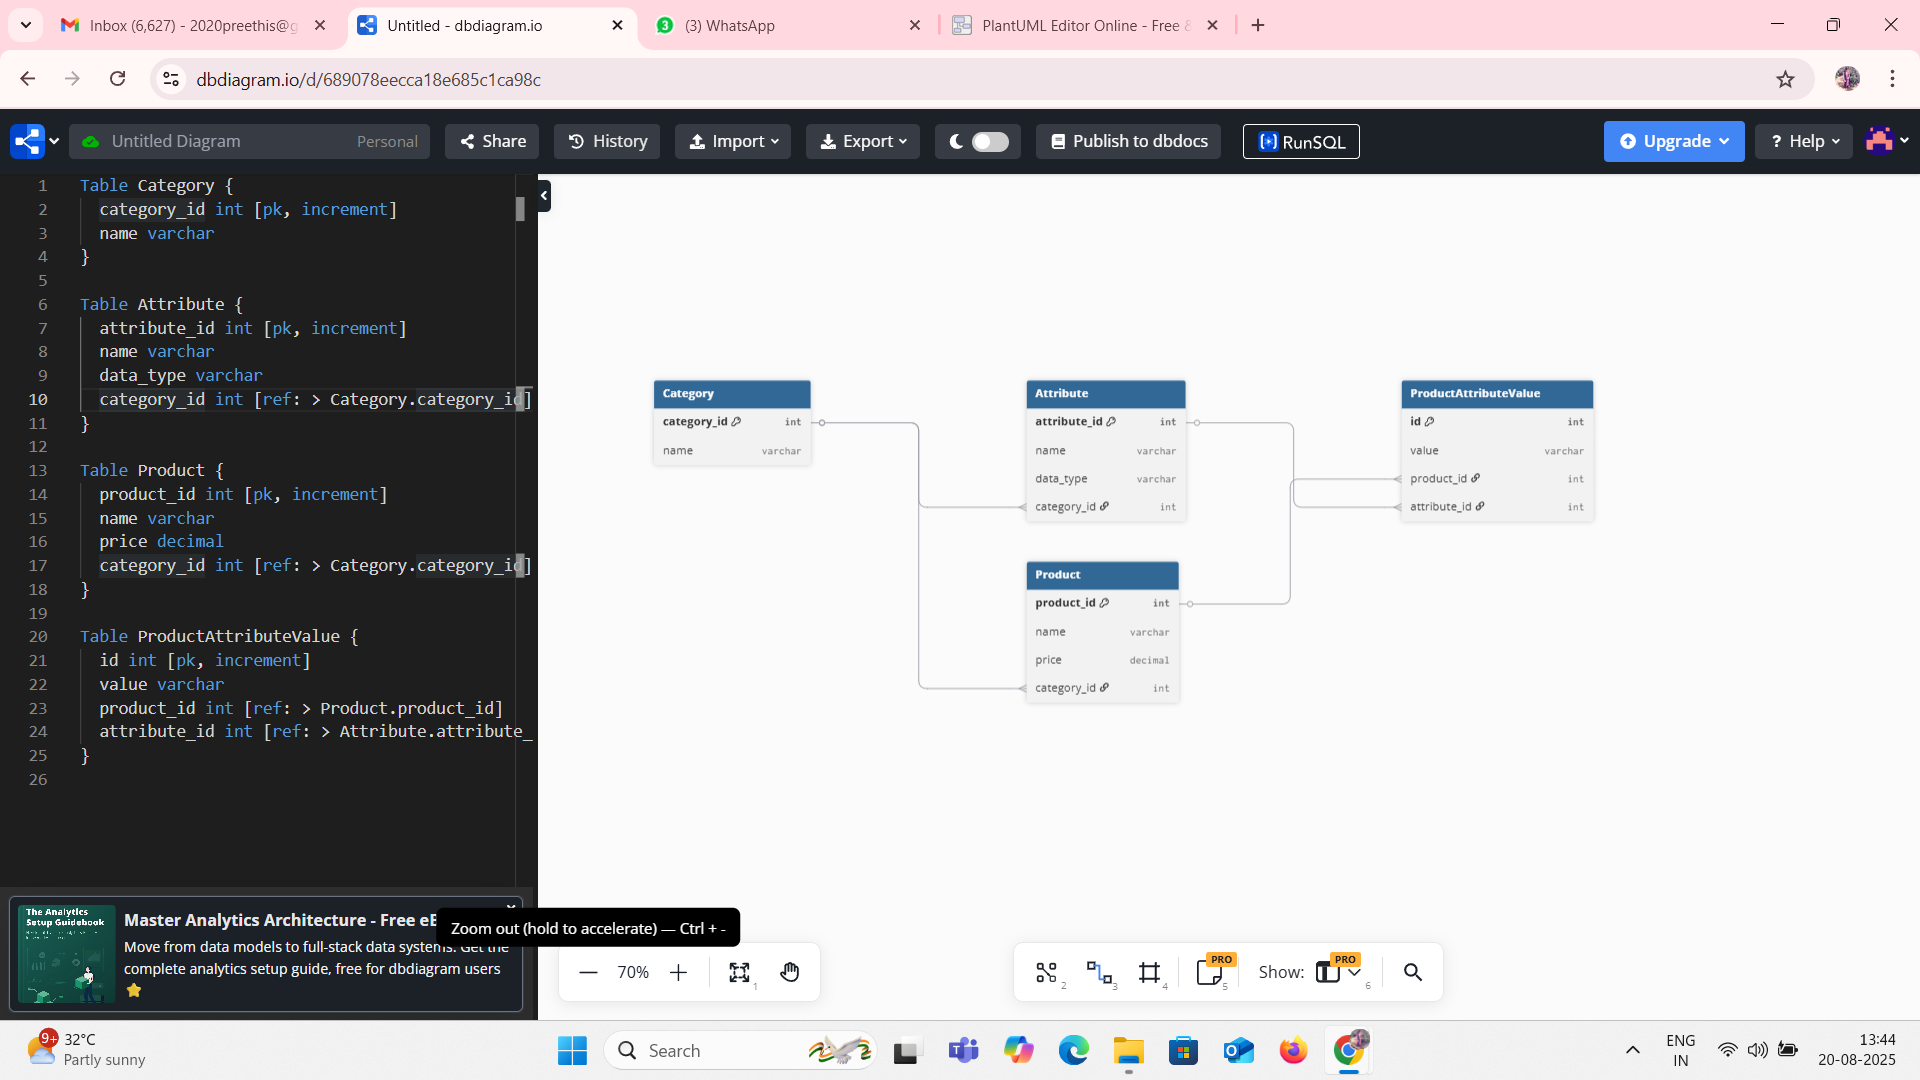 Inbox (6,627) - 2020preethis@g
Untitled - dbdiagram.io
3
(3) WhatsApp
PlantUML Editor Online - Free &
dbdiagram.io/d/689078eecca18e685c1ca98c
Untitled Diagram
Personal
Share
History
Import
Export
Publish to dbdocs
RunSQL
Upgrade
? Help
1 Table Category {
2 category_id int [pk, increment]
3 name varchar
4 }
5
6 Table Attribute {
7 attribute_id int [pk, increment]
8 name varchar
9 data_type varchar
10 category_id int [ref: > Category.category_id]
11 }
12
13 Table Product {
14 product_id int [pk, increment]
15 name varchar
16 price decimal
17 category_id int [ref: > Category.category_id]
18 }
19
20 Table ProductAttributeValue {
21 id int [pk, increment]
22 value varchar
23 product_id int [ref: > Product.product_id]
24 attribute_id int [ref: > Attribute.attribute_
25 }
26
Category
category_id int
name varchar
Attribute
attribute_id int
name varchar
data_type varchar
category_id int
Product
product_id int
name varchar
price decimal
category_id int
ProductAttributeValue
id int
value varchar
product_id int
attribute_id int
The Analytics
Setup Guidebook
Master Analytics Architecture - Free eB
Move from data models to full-stack data systems. Get the
complete analytics setup guide, free for dbdiagram users
Zoom out (hold to accelerate) — Ctrl + -
70%
1
2
3
4
PRO
5
Show:
PRO
6
9+
32°C
Partly sunny
Search
ENG
IN
13:44
20-08-2025